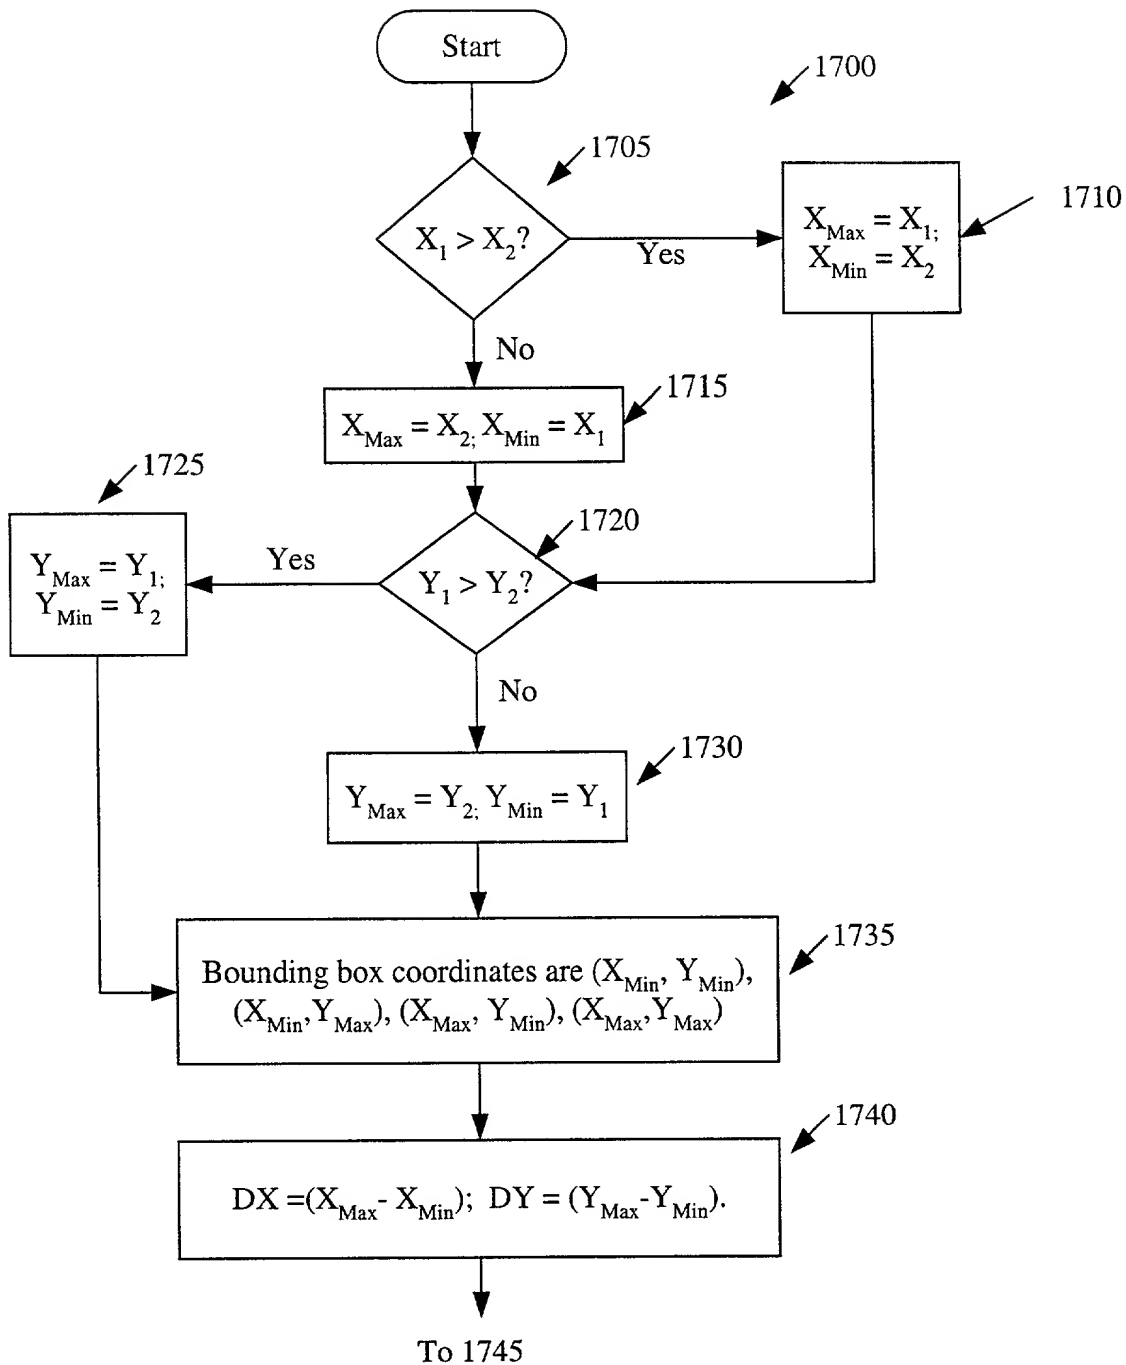 Start
1700
1705
X1 > X2?
Yes
1710
XMax = X1;
XMin = X2
No
1715
XMax = X2; XMin = X1
1725
1720
YMax = Y1;
YMin = Y2
Yes
Y1 > Y2?
No
1730
YMax = Y2; YMin = Y1
1735
Bounding box coordinates are (XMin, YMin),
(XMin,YMax), (XMax, YMin), (XMax,YMax)
1740
DX =(XMax- XMin); DY = (YMax-YMin).
To 1745